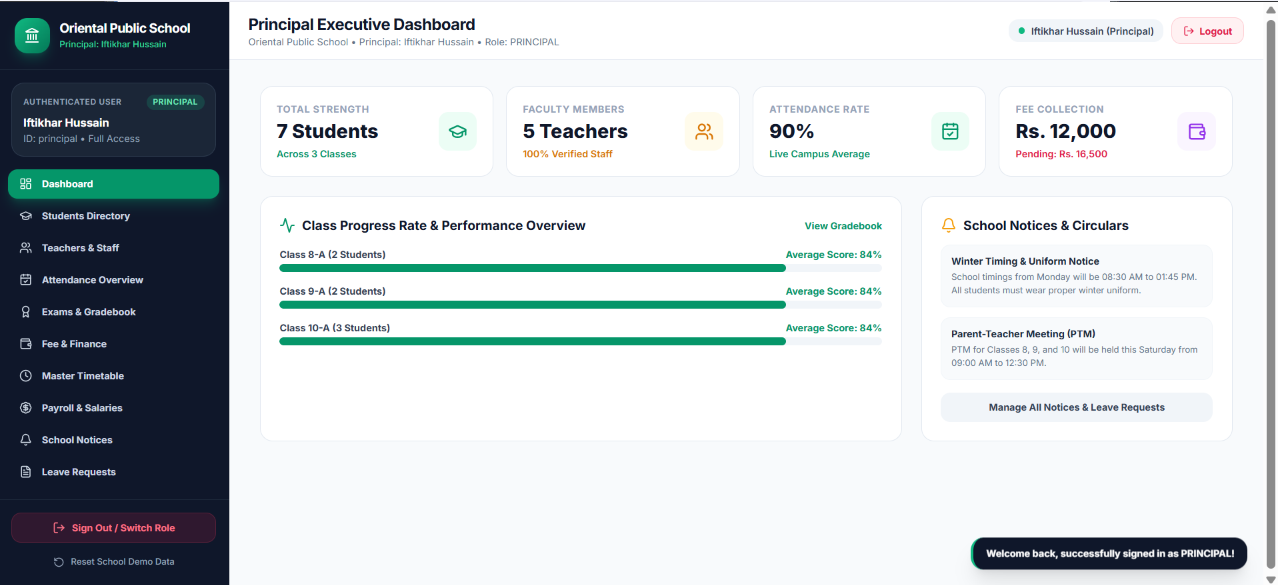 Oriental Public School
Principal: Iftikhar Hussain
AUTHENTICATED USER
PRINCIPAL
Iftikhar Hussain
ID: principal • Full Access
Dashboard
Students Directory
Teachers & Staff
Attendance Overview
Exams & Gradebook
Fee & Finance
Master Timetable
Payroll & Salaries
School Notices
Leave Requests
Sign Out / Switch Role
Reset School Demo Data
Principal Executive Dashboard
Oriental Public School • Principal: Iftikhar Hussain • Role: PRINCIPAL
Iftikhar Hussain (Principal)
Logout
TOTAL STRENGTH
7 Students
Across 3 Classes
FACULTY MEMBERS
5 Teachers
100% Verified Staff
ATTENDANCE RATE
90%
Live Campus Average
FEE COLLECTION
Rs. 12,000
Pending: Rs. 16,500
Class Progress Rate & Performance Overview
View Gradebook
Class 8-A (2 Students)
Average Score: 84%
Class 9-A (2 Students)
Average Score: 84%
Class 10-A (3 Students)
Average Score: 84%
School Notices & Circulars
Winter Timing & Uniform Notice
School timings from Monday will be 08:30 AM to 01:45 PM.
All students must wear proper winter uniform.
Parent-Teacher Meeting (PTM)
PTM for Classes 8, 9, and 10 will be held this Saturday from
09:00 AM to 12:30 PM.
Manage All Notices & Leave Requests
Welcome back, successfully signed in as PRINCIPAL!